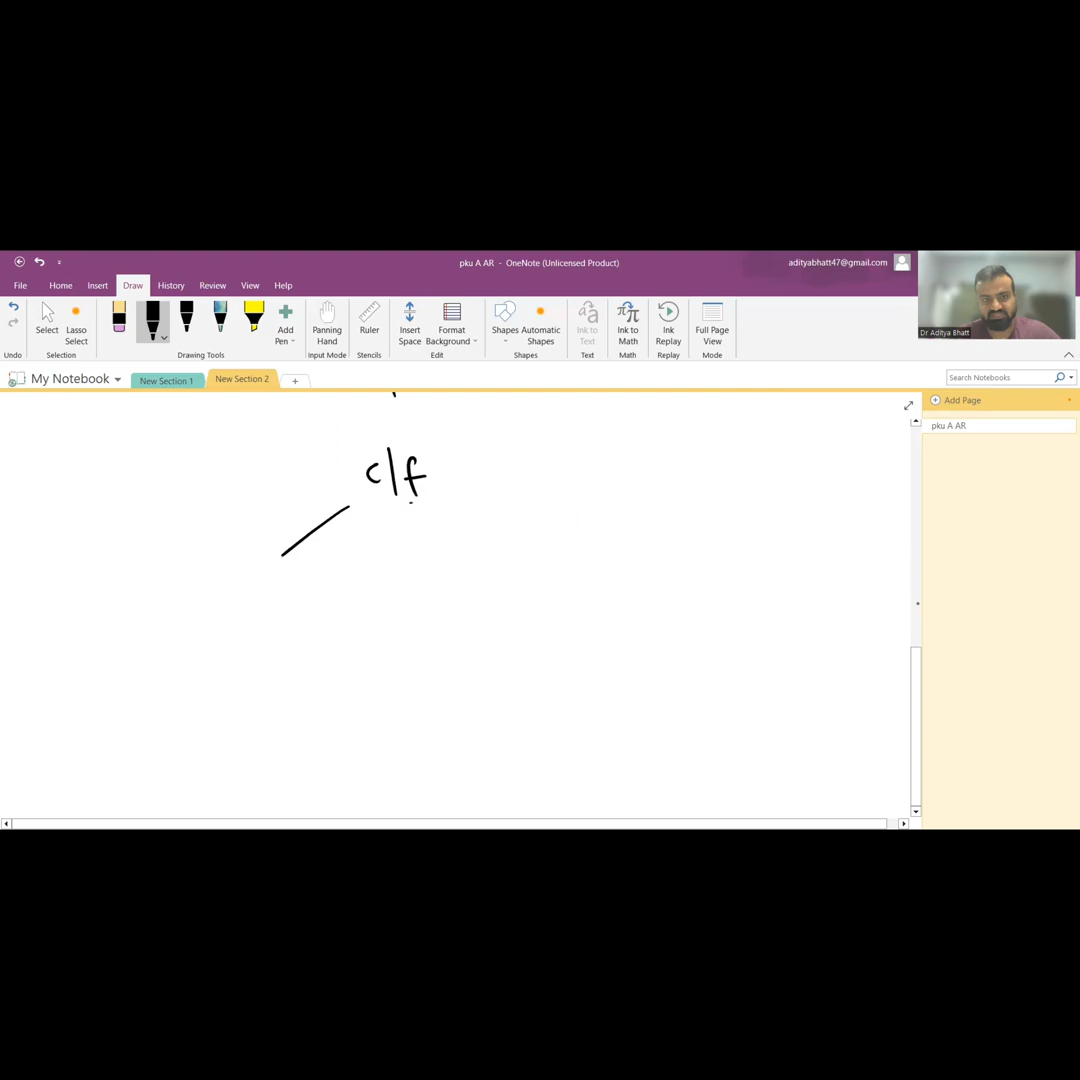 pku A AR - OneNote (Unlicensed Product)
adityabhatt47@gmail.com
File Home Insert Draw History Review View Help
Undo
Select
Lasso Select
Selection
Drawing Tools
Add Pen
Panning Hand
Input Mode
Ruler
Stencils
Insert Space
Format Background
Edit
Shapes
Automatic Shapes
Shapes
a
a
Ink to Text
Text
Ink to Math
Math
Ink Replay
Replay
Full Page View
Mode
Dr Aditya Bhatt
My Notebook
New Section 1
New Section 2
+
Search Notebooks
Add Page
pku A AR
c/f